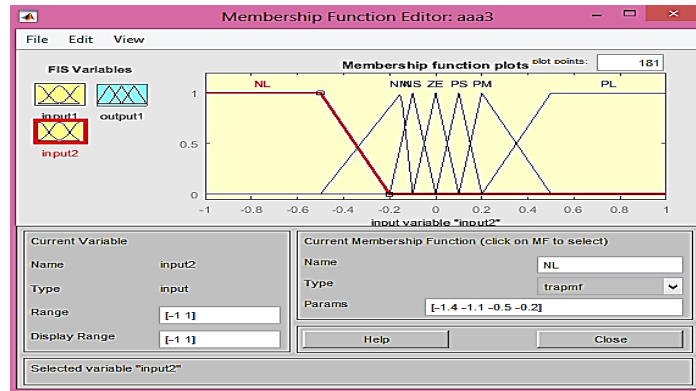 Membership Function Editor: aaa3
File Edit View
FIS Variables
Membership function plots
plot points:
181
input1
output1
input2
NL NM NS ZE PS PM PL
1
0.5
0
-1 -0.8 -0.6 -0.4 -0.2 0 0.2 0.4 0.6 0.8 1
input variable "input2"
Current Variable
Name input2
Type input
Range [-1 1]
Display Range [-1 1]
Current Membership Function (click on MF to select)
Name NL
Type trapmf
Params [-1.4 -1.1 -0.5 -0.2]
Help Close
Selected variable "input2"